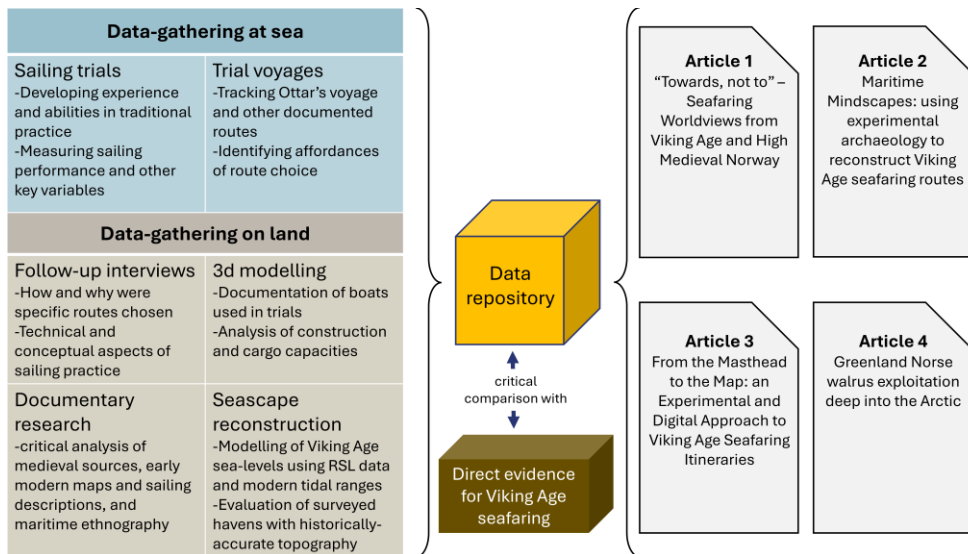 Data-gathering at sea
Sailing trials
-Developing experience
and abilities in traditional
practice
-Measuring sailing
performance and other
key variables
Trial voyages
-Tracking Ottar’s voyage
and other documented
routes
-Identifying affordances
of route choice
Data-gathering on land
Follow-up interviews
-How and why were
specific routes chosen
-Technical and
conceptual aspects of
sailing practice
3d modelling
-Documentation of boats
used in trials
-Analysis of construction
and cargo capacities
Documentary
research
-critical analysis of
medieval sources, early
modern maps and sailing
descriptions, and
maritime ethnography
Seascape
reconstruction
-Modelling of Viking Age
sea-levels using RSL data
and modern tidal ranges
-Evaluation of surveyed
havens with historically-
accurate topography
Data
repository
critical
comparison with
Direct evidence
for Viking Age
seafaring
Article 1
“Towards, not to” –
Seafaring
Worldviews from
Viking Age and High
Medieval Norway
Article 2
Maritime
Mindscapes: using
experimental
archaeology to
reconstruct Viking
Age seafaring routes
Article 3
From the Masthead
to the Map: an
Experimental and
Digital Approach to
Viking Age Seafaring
Itineraries
Article 4
Greenland Norse
walrus exploitation
deep into the Arctic